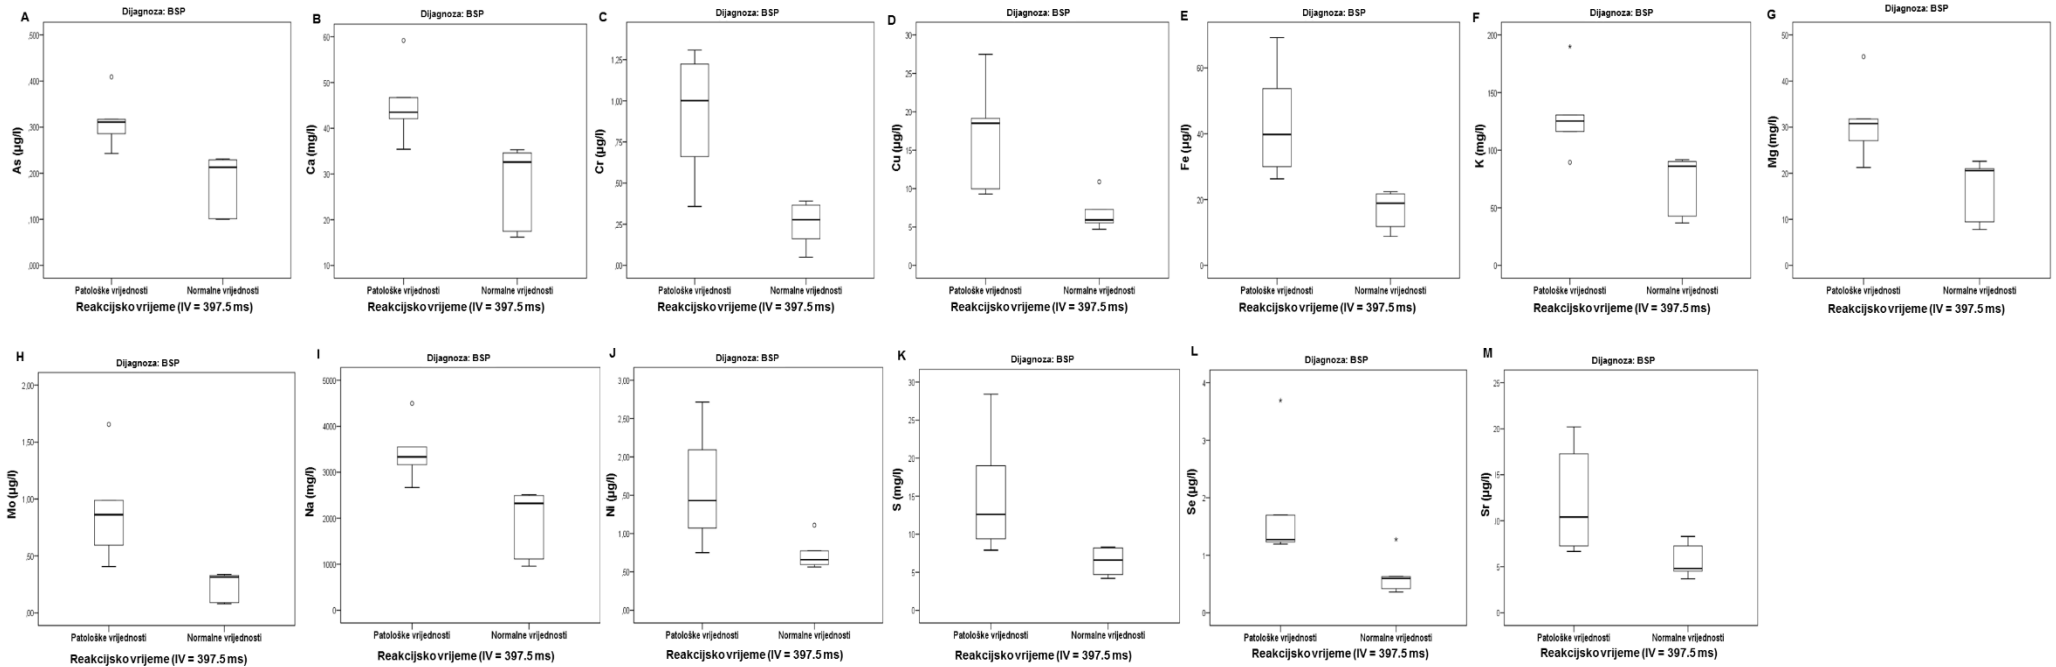 A
Dijagnoza: BSP
As (µg/l)
,500
,400
,300
,200
,100
,000
Patološke vrijednosti Normalne vrijednosti
Reakcijsko vrijeme (IV = 397.5 ms)
B
Dijagnoza: BSP
Ca (mg/l)
60
50
40
30
20
10
Patološke vrijednosti Normalne vrijednosti
Reakcijsko vrijeme (IV = 397.5 ms)
C
Dijagnoza: BSP
Cr (µg/l)
1,25
1,00
,75
,50
,25
,00
Patološke vrijednosti Normalne vrijednosti
Reakcijsko vrijeme (IV = 397.5 ms)
D
Dijagnoza: BSP
Cu (µg/l)
30
25
20
15
10
5
0
Patološke vrijednosti Normalne vrijednosti
Reakcijsko vrijeme (IV = 397.5 ms)
E
Dijagnoza: BSP
Fe (µg/l)
60
40
20
0
Patološke vrijednosti Normalne vrijednosti
Reakcijsko vrijeme (IV = 397.5 ms)
F
Dijagnoza: BSP
K (mg/l)
200
150
100
50
0
Patološke vrijednosti Normalne vrijednosti
Reakcijsko vrijeme (IV = 397.5 ms)
G
Dijagnoza: BSP
Mg (mg/l)
50
40
30
20
10
0
Patološke vrijednosti Normalne vrijednosti
Reakcijsko vrijeme (IV = 397.5 ms)
H
Dijagnoza: BSP
Mo (µg/l)
2,00
1,50
1,00
,50
,00
Patološke vrijednosti Normalne vrijednosti
Reakcijsko vrijeme (IV = 397.5 ms)
I
Dijagnoza: BSP
Na (mg/l)
5000
4000
3000
2000
1000
0
Patološke vrijednosti Normalne vrijednosti
Reakcijsko vrijeme (IV = 397.5 ms)
J
Dijagnoza: BSP
Ni (µg/l)
3,00
2,50
2,00
1,50
1,00
,50
,00
Patološke vrijednosti Normalne vrijednosti
Reakcijsko vrijeme (IV = 397.5 ms)
K
Dijagnoza: BSP
S (mg/l)
30
25
20
15
10
5
0
Patološke vrijednosti Normalne vrijednosti
Reakcijsko vrijeme (IV = 397.5 ms)
L
Dijagnoza: BSP
Se (µg/l)
4
3
2
1
0
Patološke vrijednosti Normalne vrijednosti
Reakcijsko vrijeme (IV = 397.5 ms)
M
Dijagnoza: BSP
Sr (µg/l)
25
20
15
10
5
0
Patološke vrijednosti Normalne vrijednosti
Reakcijsko vrijeme (IV = 397.5 ms)